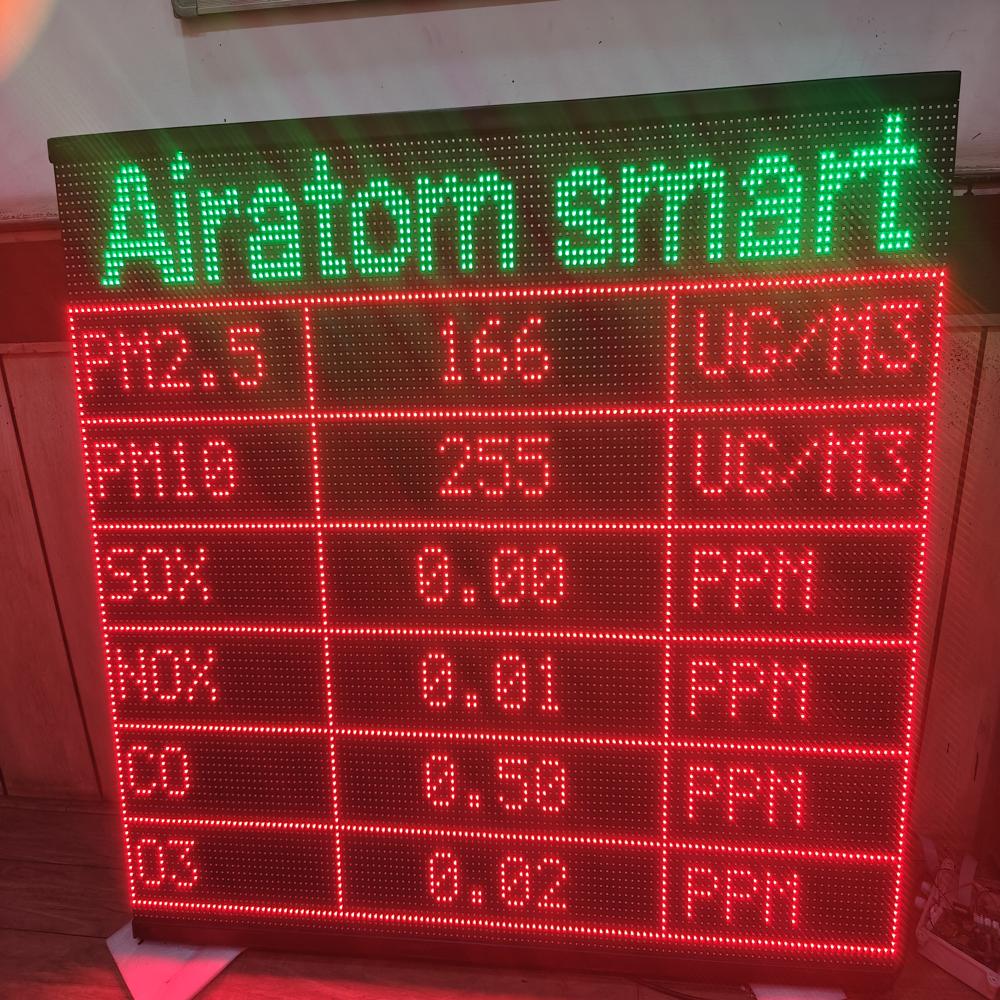 Airatom smart
PM2.5 166 UG/M3
PM10 255 UG/M3
SOX 0.00 PPM
NOX 0.01 PPM
CO 0.50 PPM
O3 0.02 PPM